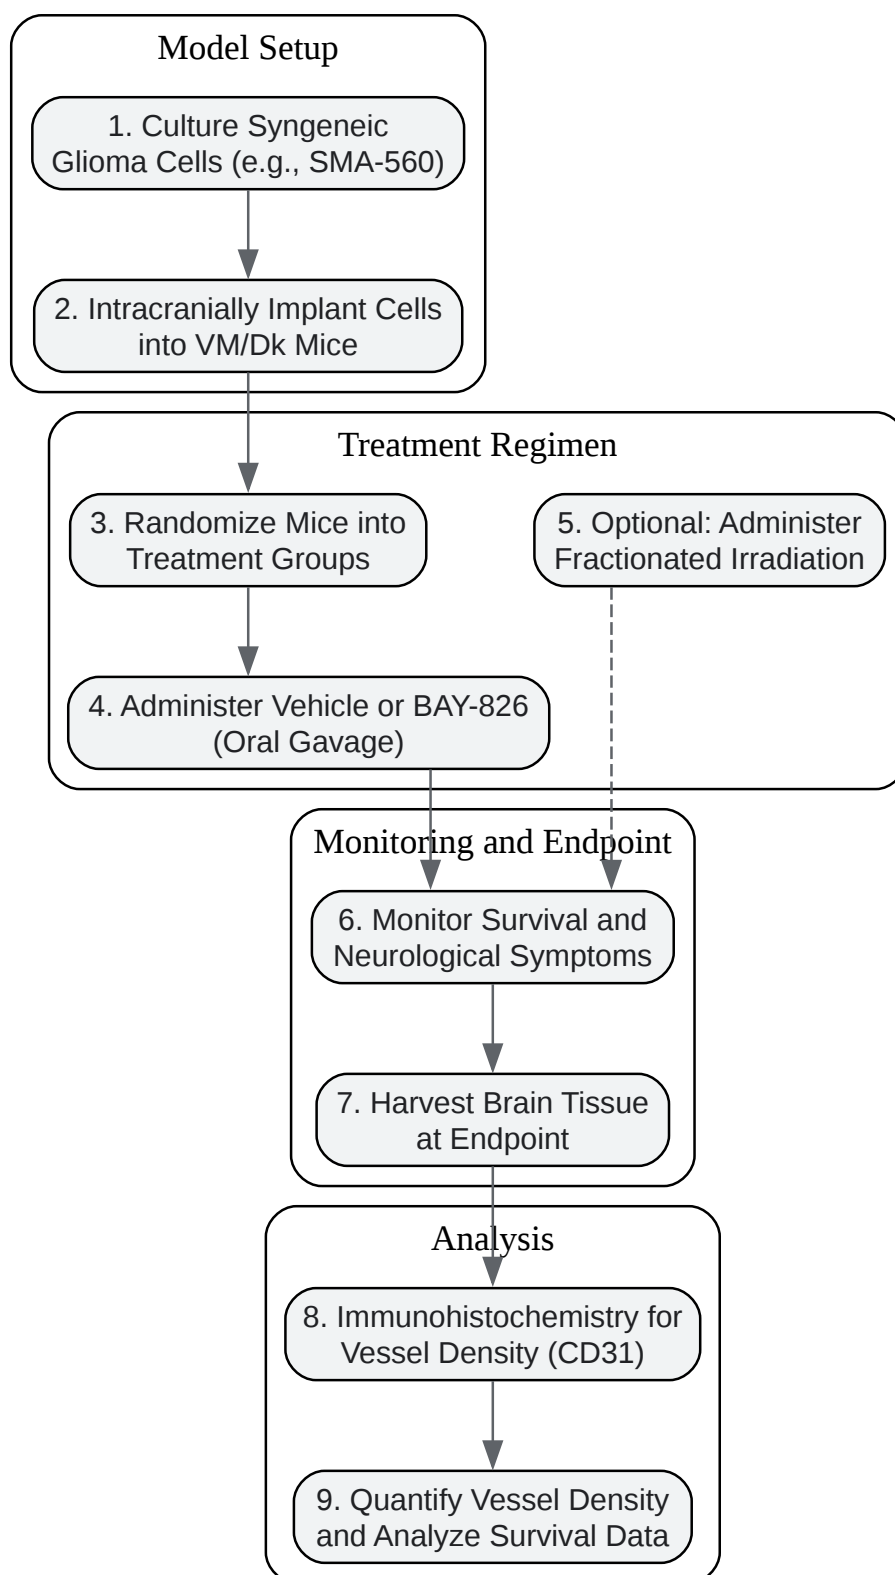 Model Setup
1. Culture Syngeneic
Glioma Cells (e.g., SMA-560)
2. Intracranially Implant Cells
into VM/Dk Mice
Treatment Regimen
3. Randomize Mice into
Treatment Groups
5. Optional: Administer
Fractionated Irradiation
4. Administer Vehicle or BAY-826
(Oral Gavage)
Monitoring and Endpoint
6. Monitor Survival and
Neurological Symptoms
7. Harvest Brain Tissue
at Endpoint
Analysis
8. Immunohistochemistry for
Vessel Density (CD31)
9. Quantify Vessel Density
and Analyze Survival Data